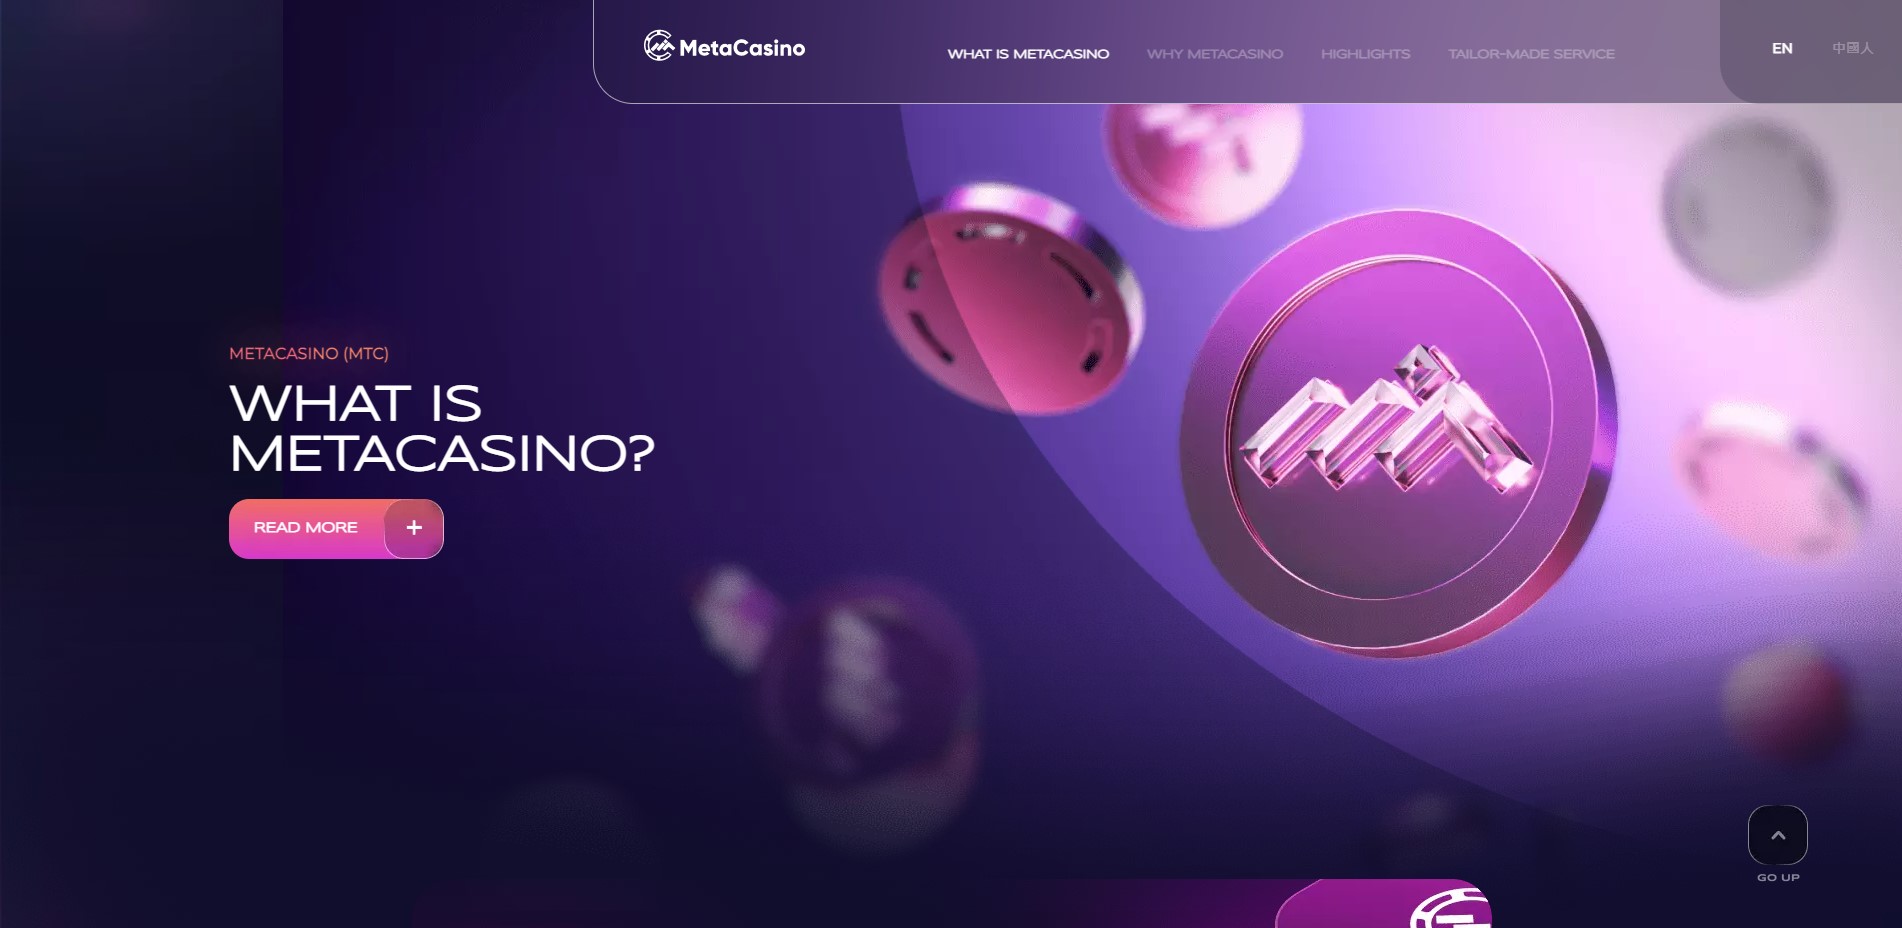 MetaCasino
WHAT IS METACASINO
WHY METACASINO
HIGHLIGHTS
TAILOR-MADE SERVICE
EN
中國人
METACASINO (MTC)
WHAT IS
METACASINO?
READ MORE
GO UP